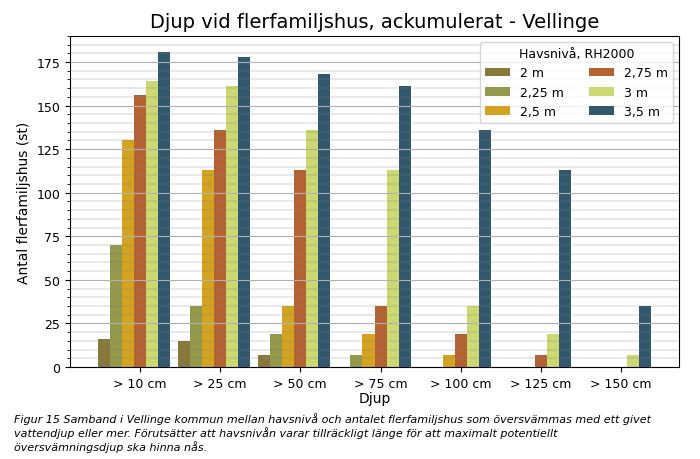 Djup vid flerfamiljshus, ackumulerat - Vellinge
Antal flerfamiljshus (st)
175
150
125
100
75
50
25
0
Havsnivå, RH2000
2 m
2,25 m
2,5 m
2,75 m
3 m
3,5 m
> 10 cm > 25 cm > 50 cm > 75 cm > 100 cm > 125 cm > 150 cm
Djup
Figur 15 Samband i Vellinge kommun mellan havsnivå och antalet flerfamiljshus som översvämmas med ett givet
vattendjup eller mer. Förutsätter att havsnivån varar tillräckligt länge för att maximalt potentiellt
översvämningsdjup ska hinna nås.